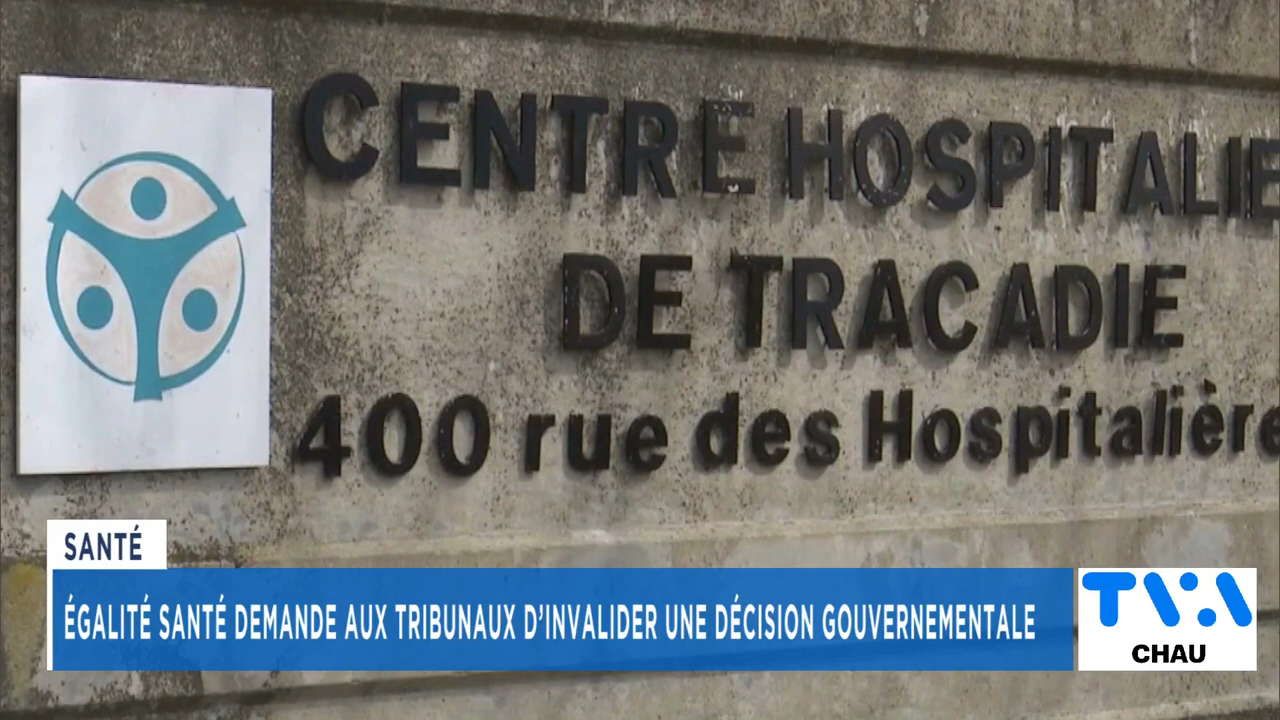 CENTRE HOSPITALIE
DE TRACADIE
400 rue des Hospitalière
SANTÉ
ÉGALITÉ SANTÉ DEMANDE AUX TRIBUNAUX D'INVALIDER UNE DÉCISION GOUVERNEMENTALE
TVA
CHAU